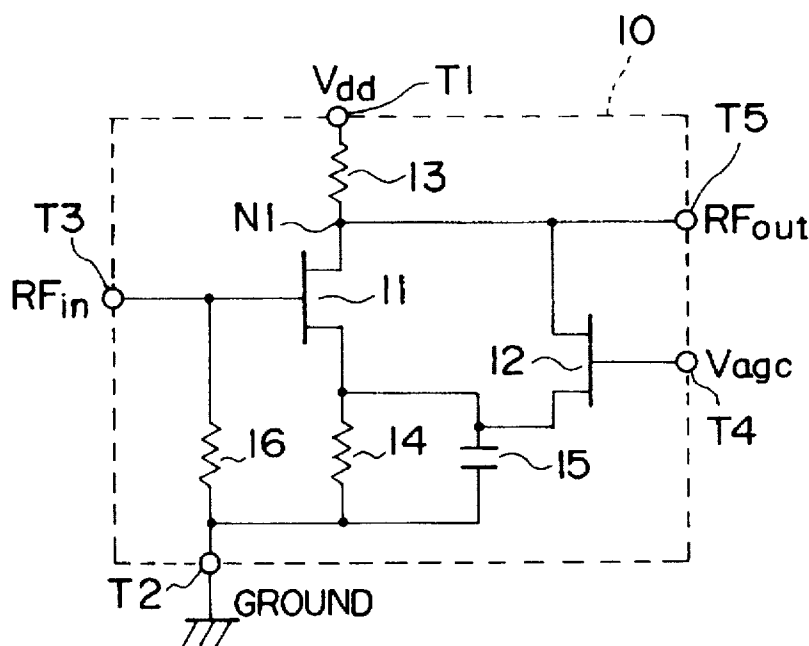 10
Vdd T1
T5
13
T3
N1
RFout
RFin
11
12
Vagc
T4
16
14
15
T2
GROUND